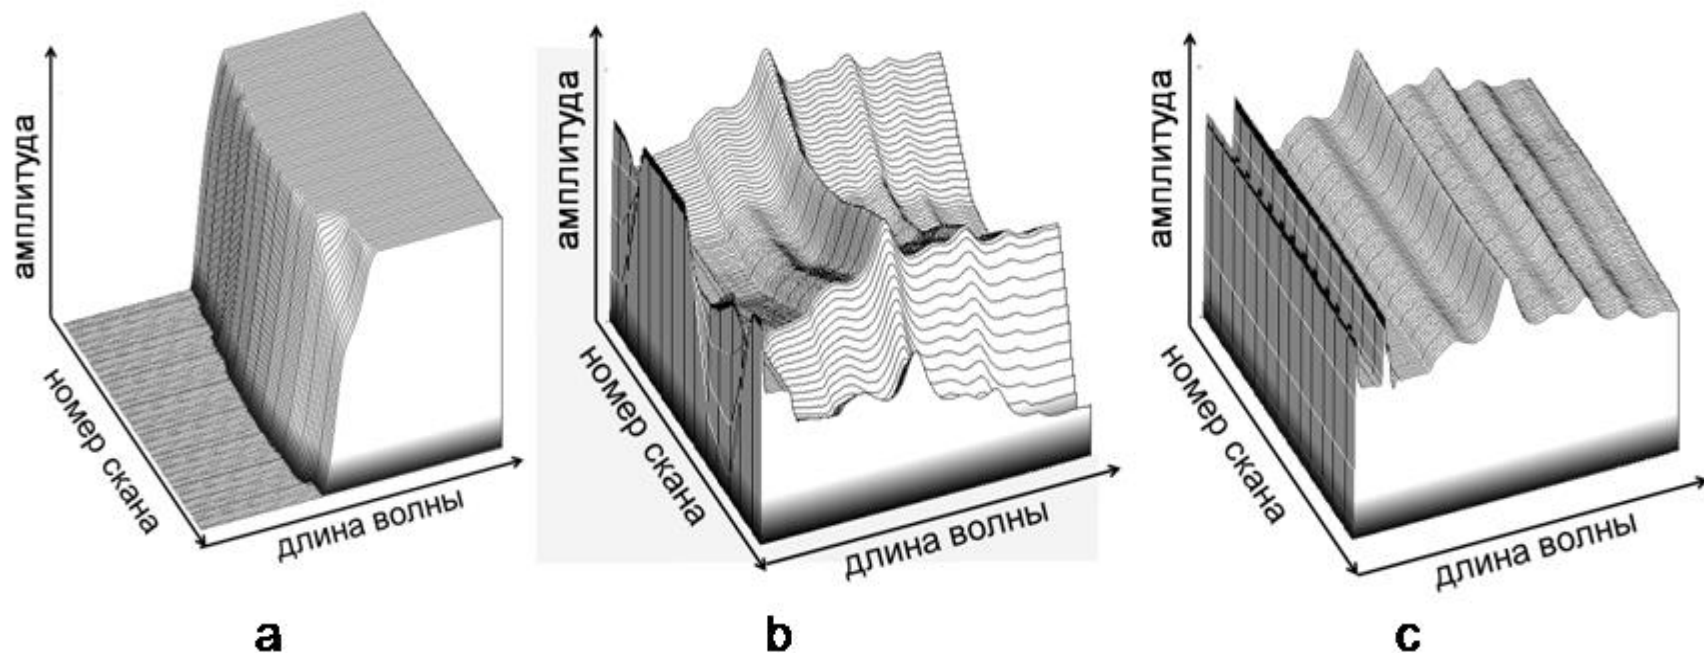 амплитуда
номер скана
длина волны
a
амплитуда
номер скана
длина волны
b
амплитуда
номер скана
длина волны
c